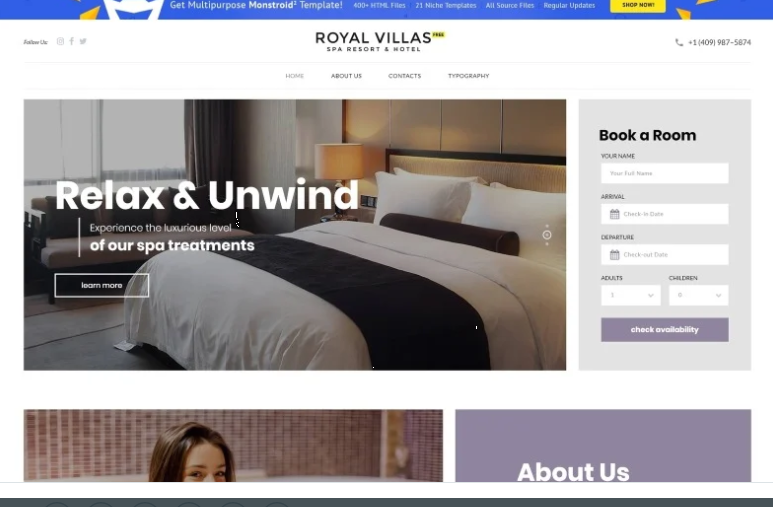 Get Multipurpose Monstroid² Template! 400+ HTML Files 21 Niche Templates All Source Files Regular Updates SHOP NOW!
Follow Us:
ROYAL VILLAS FREE
SPA RESORT & HOTEL
+1 (409) 987–5874
HOME ABOUT US CONTACTS TYPOGRAPHY
Relax & Unwind
Experience the luxurious level
of our spa treatments
learn more
Book a Room
YOUR NAME
Your Full Name
ARRIVAL
Check-in Date
DEPARTURE
Check-out Date
ADULTS CHILDREN
1 0
check availability
About Us